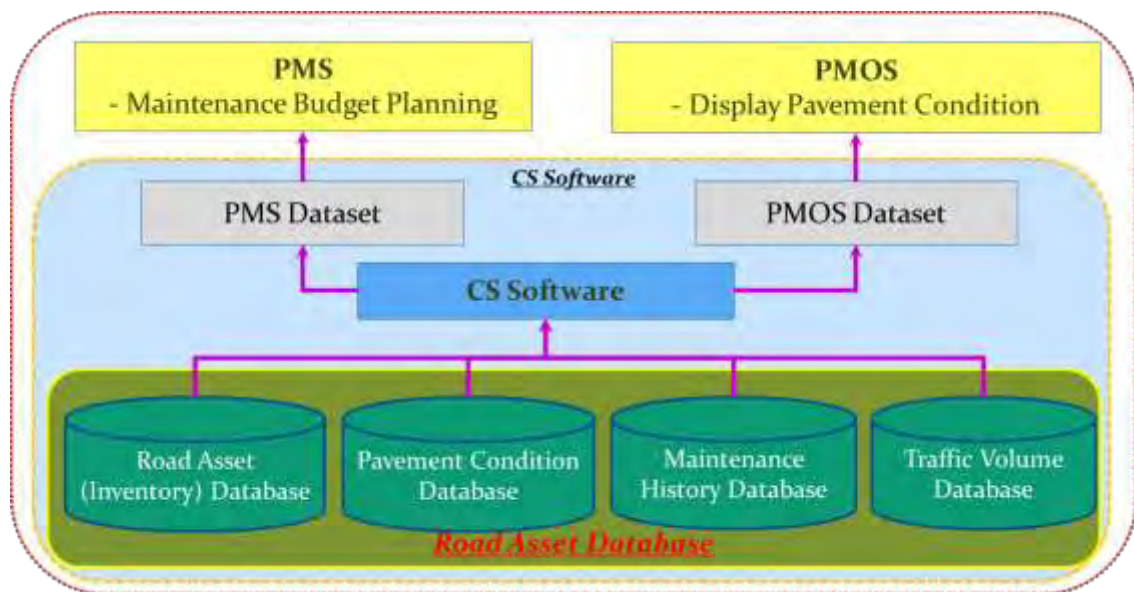 PMS
- Maintenance Budget Planning
PMOS
- Display Pavement Condition
CS Software
PMS Dataset
PMOS Dataset
CS Software
Road Asset
(Inventory) Database
Pavement Condition
Database
Maintenance
History Database
Traffic Volume
Database
Road Asset Database